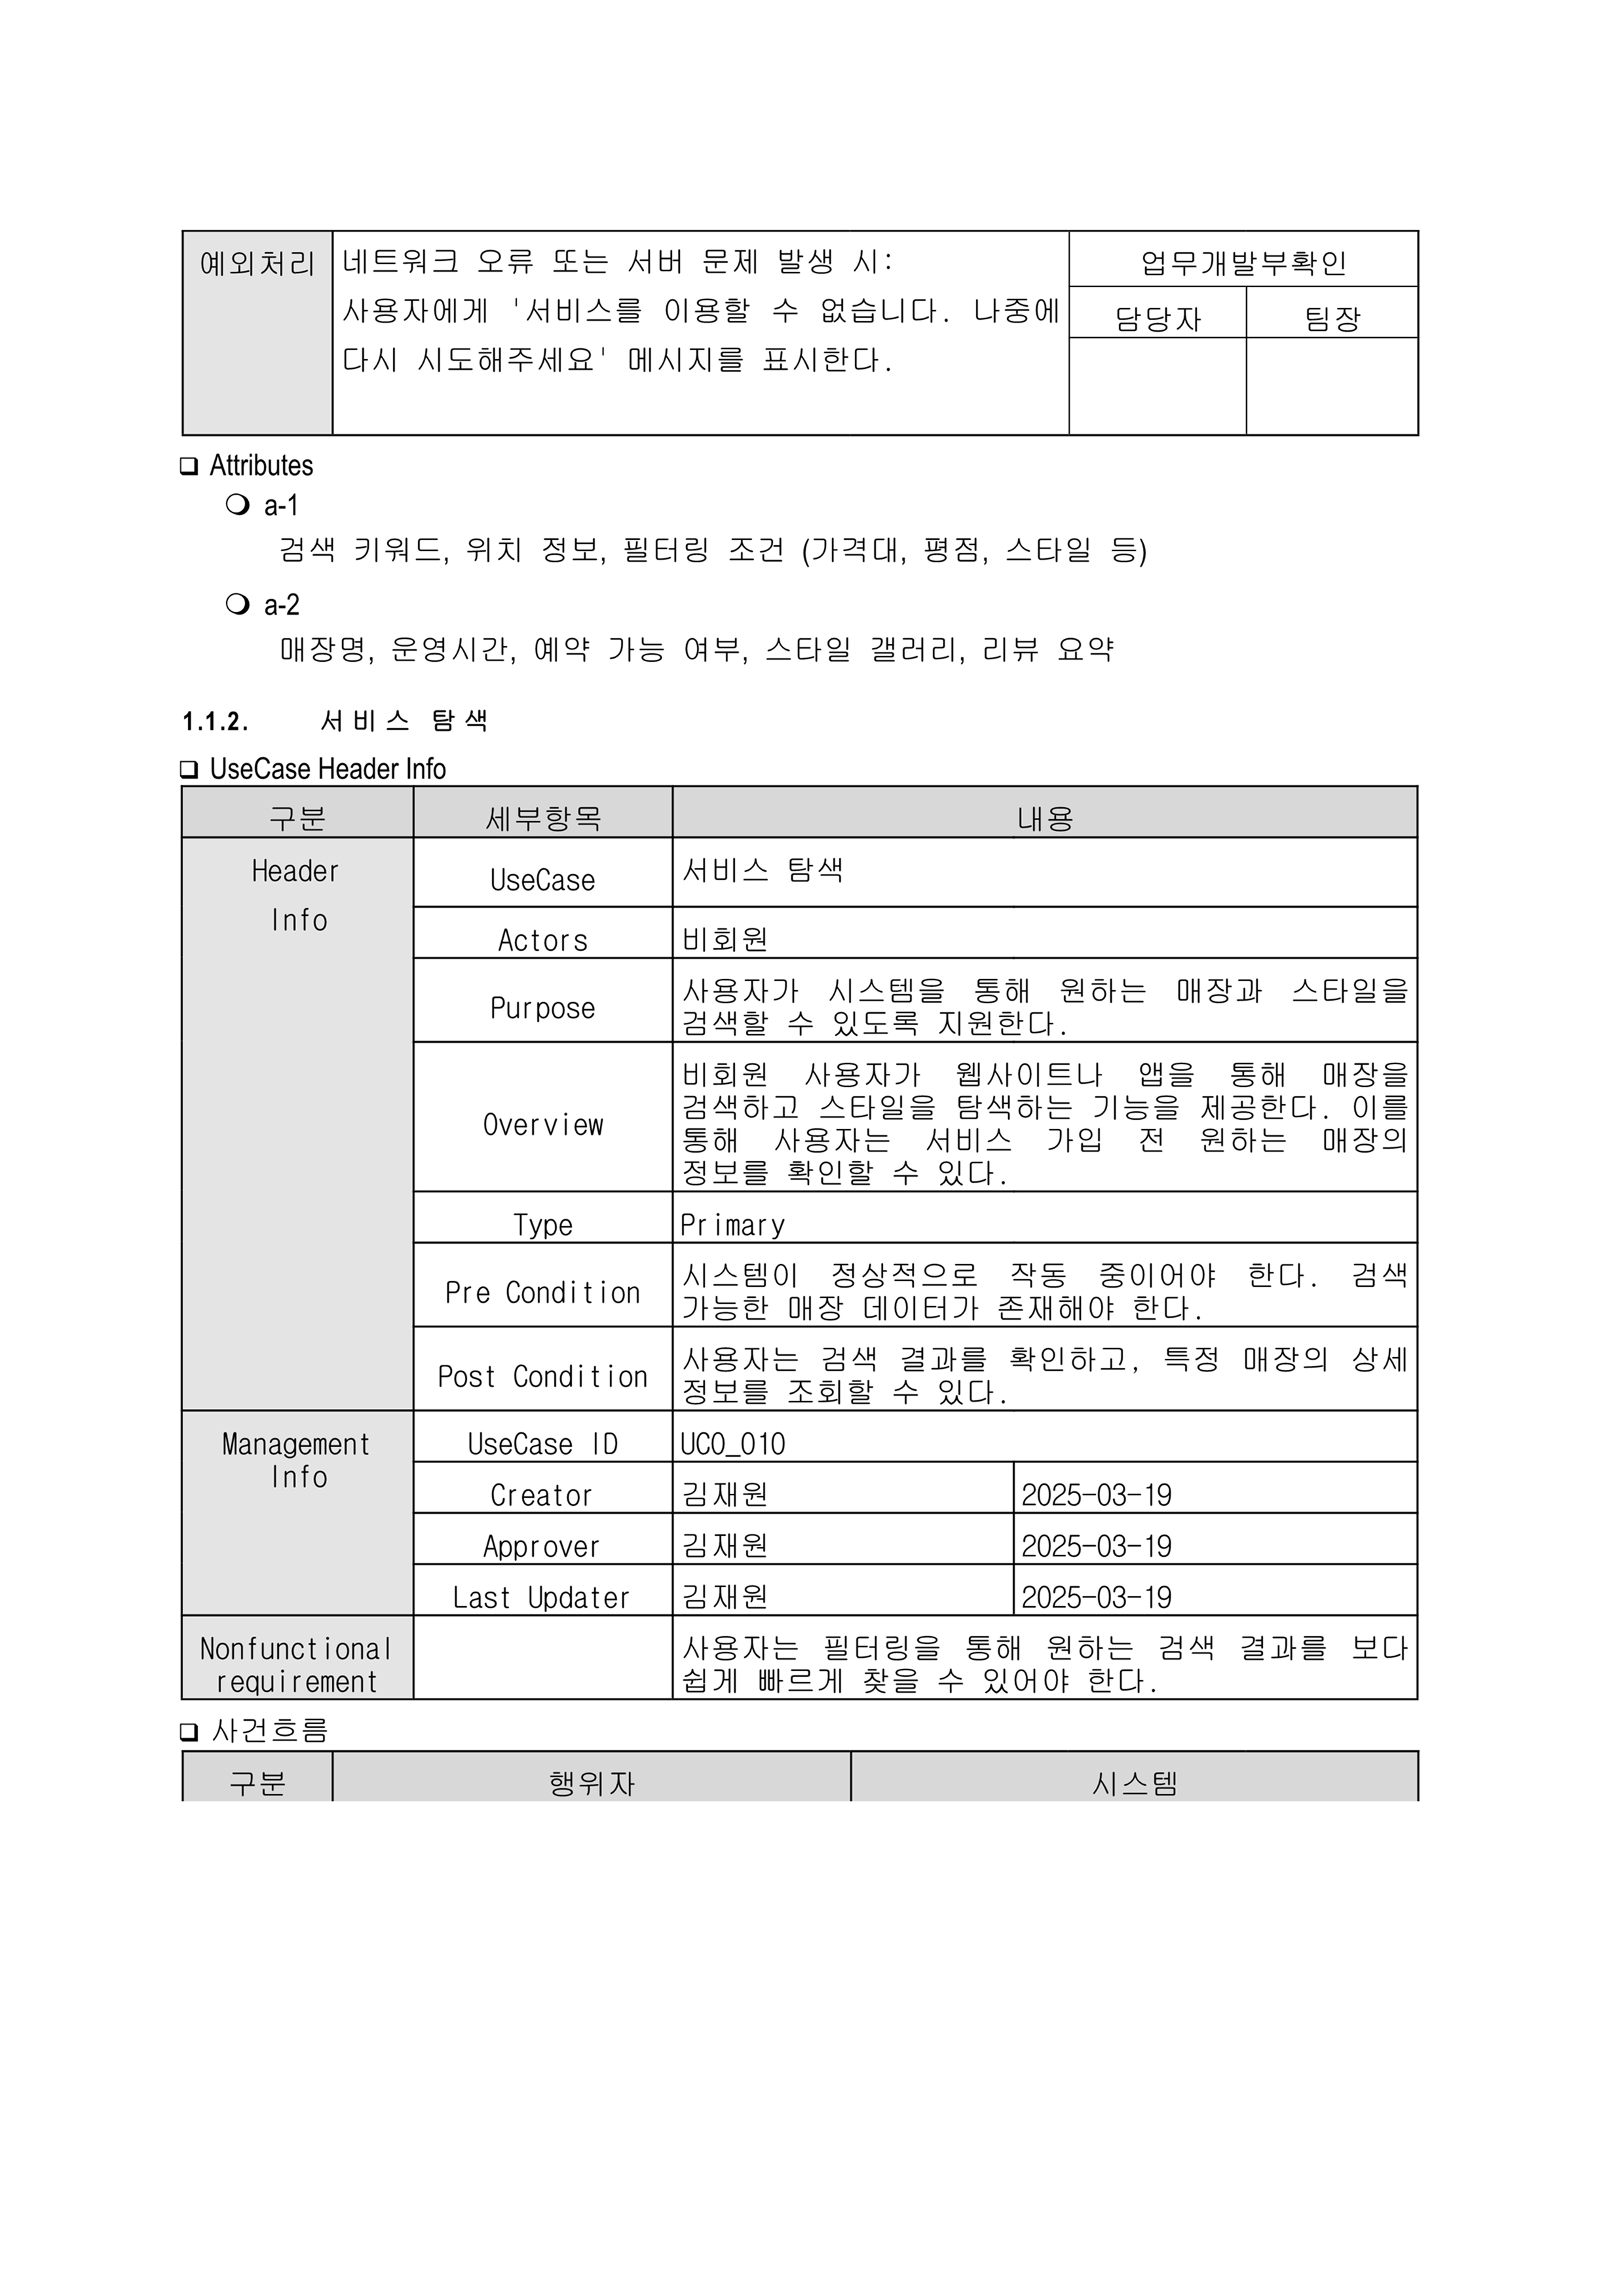 예외처리
네트워크 오류 또는 서버 문제 발생 시:
사용자에게 '서비스를 이용할 수 없습니다. 나중에
다시 시도해주세요' 메시지를 표시한다.
업무개발부확인
담당자 팀장
❑ Attributes
❍ a-1
검색 키워드, 위치 정보, 필터링 조건 (가격대, 평점, 스타일 등)
❍ a-2
매장명, 운영시간, 예약 가능 여부, 스타일 갤러리, 리뷰 요약
1.1.2. 서비스 탐색
❑ UseCase Header Info
구분 세부항목 내용
Header
Info
UseCase 서비스 탐색
Actors 비회원
Purpose
사용자가 시스템을 통해 원하는 매장과 스타일을
검색할 수 있도록 지원한다.
Overview
비회원 사용자가 웹사이트나 앱을 통해 매장을
검색하고 스타일을 탐색하는 기능을 제공한다. 이를
통해 사용자는 서비스 가입 전 원하는 매장의
정보를 확인할 수 있다.
Type Primary
Pre Condition
시스템이 정상적으로 작동 중이어야 한다. 검색
가능한 매장 데이터가 존재해야 한다.
Post Condition
사용자는 검색 결과를 확인하고, 특정 매장의 상세
정보를 조회할 수 있다.
Management
Info
UseCase ID UC0_010
Creator 김재원 2025-03-19
Approver 김재원 2025-03-19
Last Updater 김재원 2025-03-19
Nonfunctional
requirement
사용자는 필터링을 통해 원하는 검색 결과를 보다
쉽게 빠르게 찾을 수 있어야 한다.
❑ 사건흐름
구분 행위자 시스템